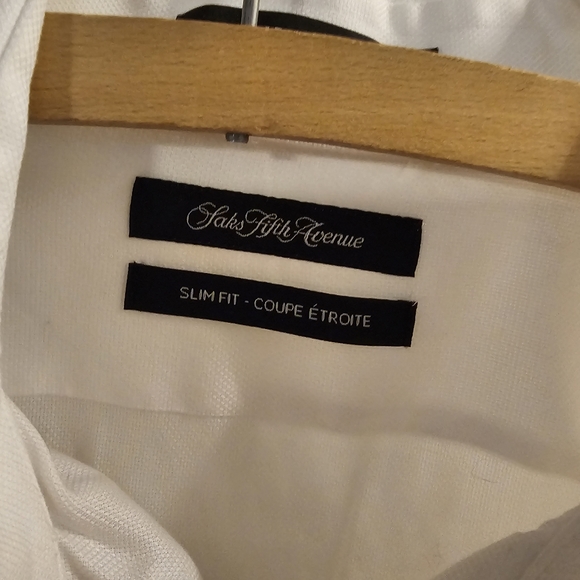 Saks Fifth Avenue
SLIM FIT - COUPE ÉTROITE